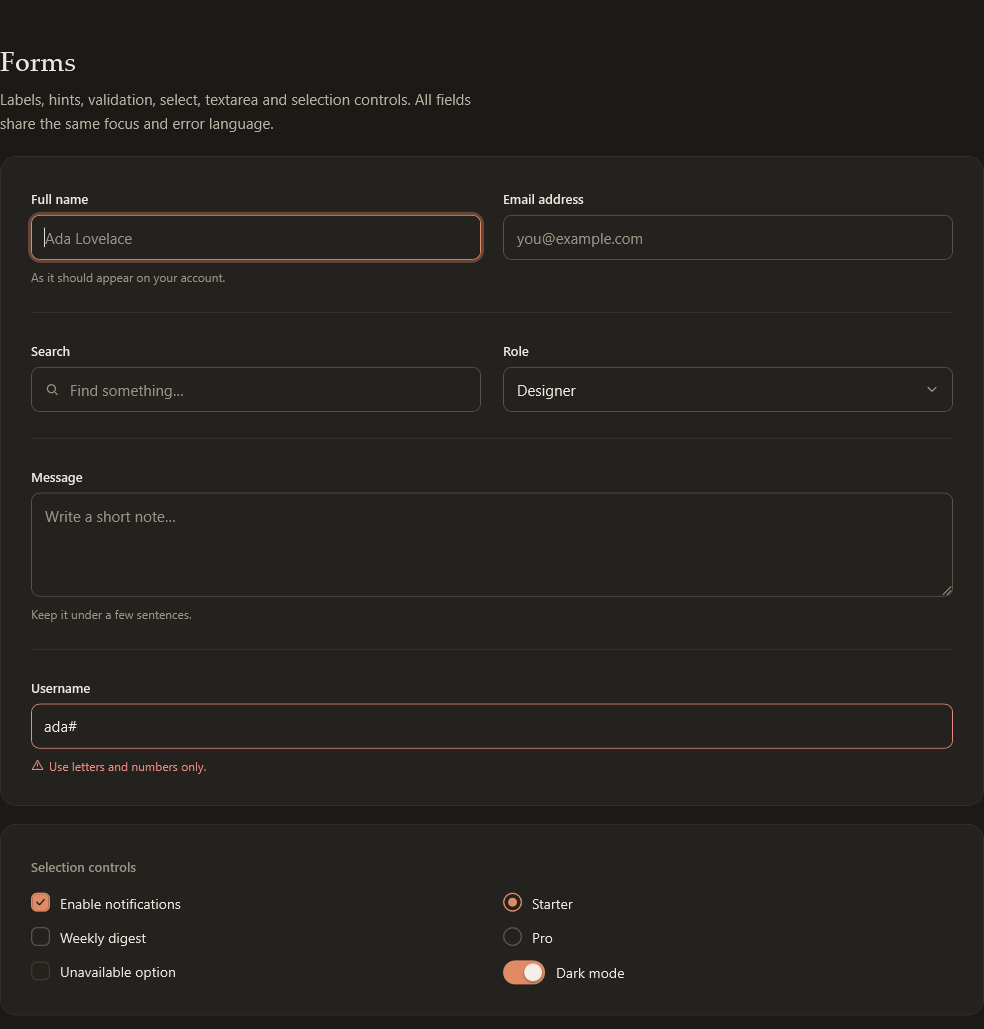 Forms
Labels, hints, validation, select, textarea and selection controls. All fields
share the same focus and error language.
Full name
Email address
Ada Lovelace
you@example.com
As it should appear on your account.
Search
Role
Find something...
Designer
Message
Write a short note...
Keep it under a few sentences.
Username
ada#
Use letters and numbers only.
Selection controls
Enable notifications
Starter
Weekly digest
Pro
Unavailable option
Dark mode